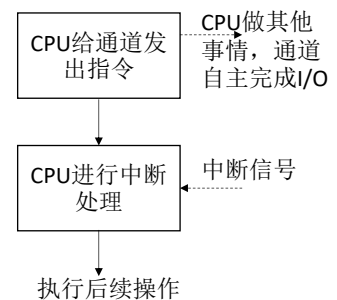 CPU给通道发
出指令
CPU做其他
事情，通道
自主完成I/O
CPU进行中断
处理
中断信号
执行后续操作